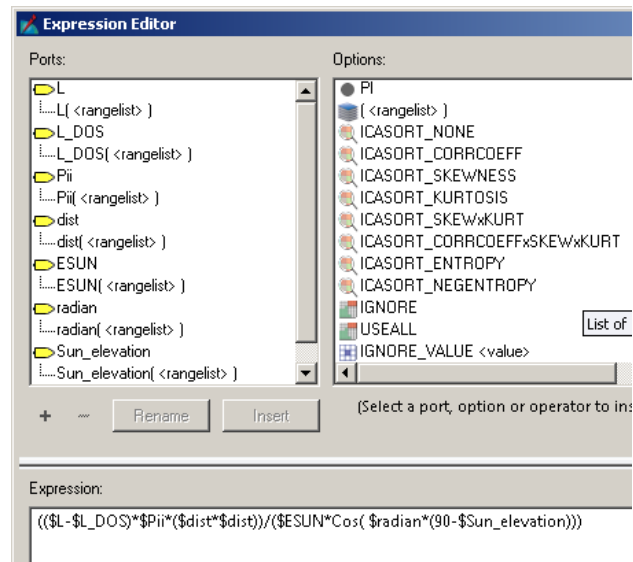 Expression Editor
Ports:
L
L( <rangelist> )
L_DOS
L_DOS( <rangelist> )
Pii
Pii( <rangelist> )
dist
dist( <rangelist> )
ESUN
ESUN( <rangelist> )
radian
radian( <rangelist> )
Sun_elevation
Sun_elevation( <rangelist> )
Rename
Insert
Options:
PI
( <rangelist> )
ICASORT_NONE
ICASORT_CORRCOEFF
ICASORT_SKEWNESS
ICASORT_KURTOSIS
ICASORT_SKEWxKURT
ICASORT_CORRCOEFFxSKEWxKURT
ICASORT_ENTROPY
ICASORT_NEGENTROPY
IGNORE
USEALL
List of
IGNORE_VALUE <value>
(Select a port, option or operator to ins
Expression:
(($L-$L_DOS)*$Pii*($dist*$dist))/($ESUN*Cos( $radian*(90-$Sun_elevation)))